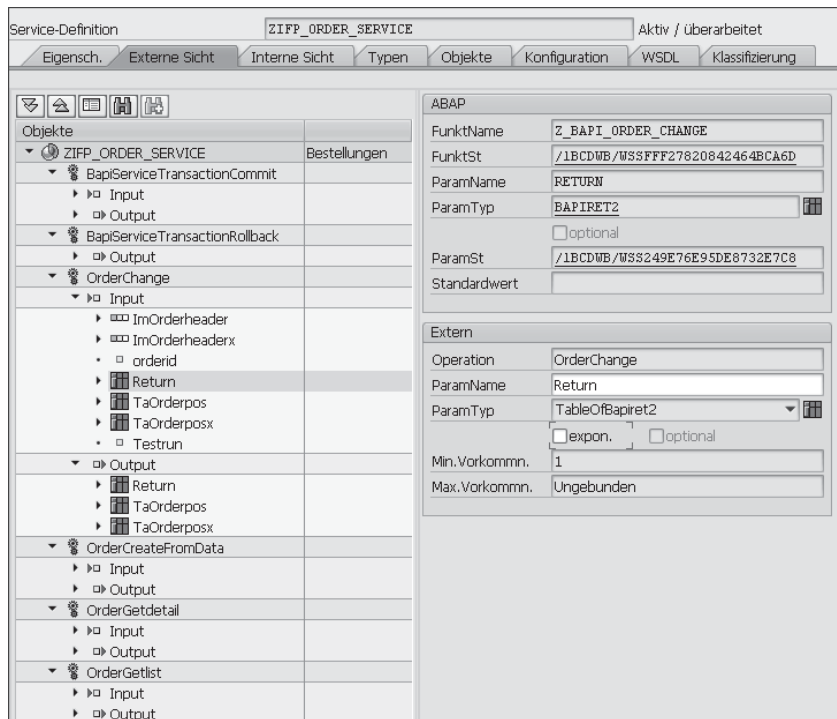 Service-Definition ZIFP_ORDER_SERVICE Aktiv / überarbeitet
Eigensch. Externe Sicht Interne Sicht Typen Objekte Konfiguration WSDL Klassifizierung
Objekte
ZIFP_ORDER_SERVICE Bestellungen
BapiServiceTransactionCommit
Input
Output
BapiServiceTransactionRollback
Output
OrderChange
Input
ImOrderheader
ImOrderheaderx
orderid
Return
TaOrderpos
TaOrderposx
Testrun
Output
Return
TaOrderpos
TaOrderposx
OrderCreateFromData
Input
Output
OrderGetdetail
Input
Output
OrderGetlist
Input
Output
ABAP
FunktName Z_BAPI_ORDER_CHANGE
FunktSt /1BCDWB/WSSFFF27820842464BCA6D
ParamName RETURN
ParamTyp BAPIRET2
optional
ParamSt /1BCDWB/WSS249E76E95DE8732E7C8
Standardwert
Extern
Operation OrderChange
ParamName Return
ParamTyp TableOfBapiret2
expon. optional
Min.Vorkommn. 1
Max.Vorkommn. Ungebunden